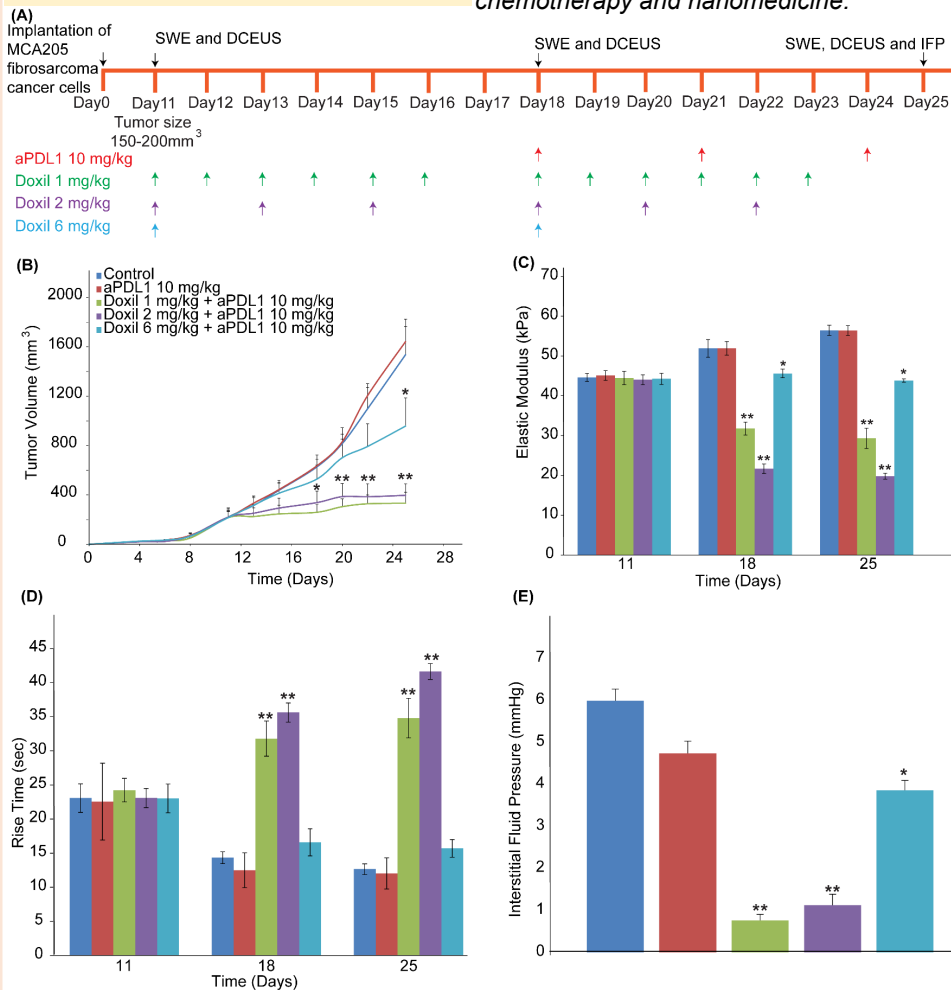 chemotherapy and nanomedicine.
(A)
Implantation of
MCA205
fibrosarcoma
cancer cells
SWE and DCEUS
SWE and DCEUS
SWE, DCEUS and IFP
Day0 Day11 Day12 Day13 Day14 Day15 Day16 Day17 Day18 Day19 Day20 Day21 Day22 Day23 Day24 Day25
Tumor size
150-200mm³
aPDL1 10 mg/kg
Doxil 1 mg/kg
Doxil 2 mg/kg
Doxil 6 mg/kg
(B)
Control
aPDL1 10 mg/kg
Doxil 1 mg/kg + aPDL1 10 mg/kg
Doxil 2 mg/kg + aPDL1 10 mg/kg
Doxil 6 mg/kg + aPDL1 10 mg/kg
Tumor Volume (mm³)
2000
1600
1200
800
400
0
* ** ** **
*
0 4 8 12 16 20 24 28
Time (Days)
(C)
Elastic Modulus (kPa)
70
60
50
40
30
20
10
0
** ** *
** ** *
11 18 25
Time (Days)
(D)
Rise Time (sec)
45
40
35
30
25
20
15
10
5
0
** **
** **
11 18 25
Time (Days)
(E)
Interstitial Fluid Pressure (mmHg)
7
6
5
4
3
2
1
0
** ** *